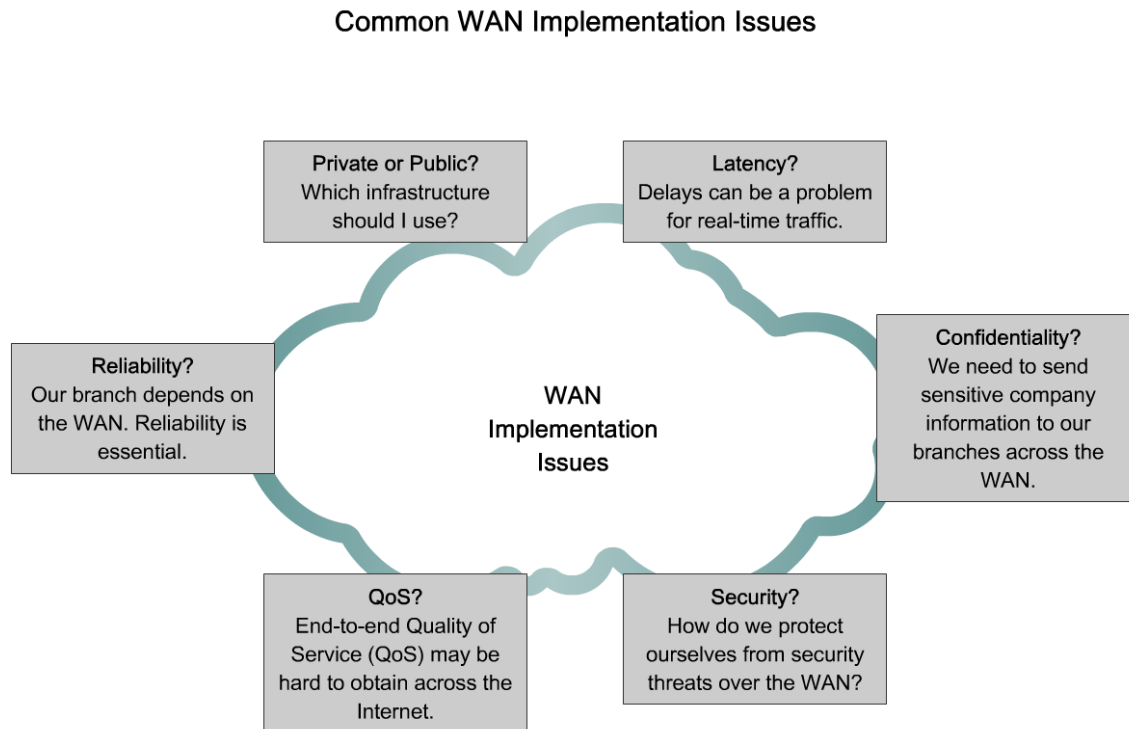 Common WAN Implementation Issues
Private or Public?
Which infrastructure
should I use?
Latency?
Delays can be a problem
for real-time traffic.
Reliability?
Our branch depends on
the WAN. Reliability is
essential.
WAN
Implementation
Issues
Confidentiality?
We need to send
sensitive company
information to our
branches across the
WAN.
QoS?
End-to-end Quality of
Service (QoS) may be
hard to obtain across the
Internet.
Security?
How do we protect
ourselves from security
threats over the WAN?